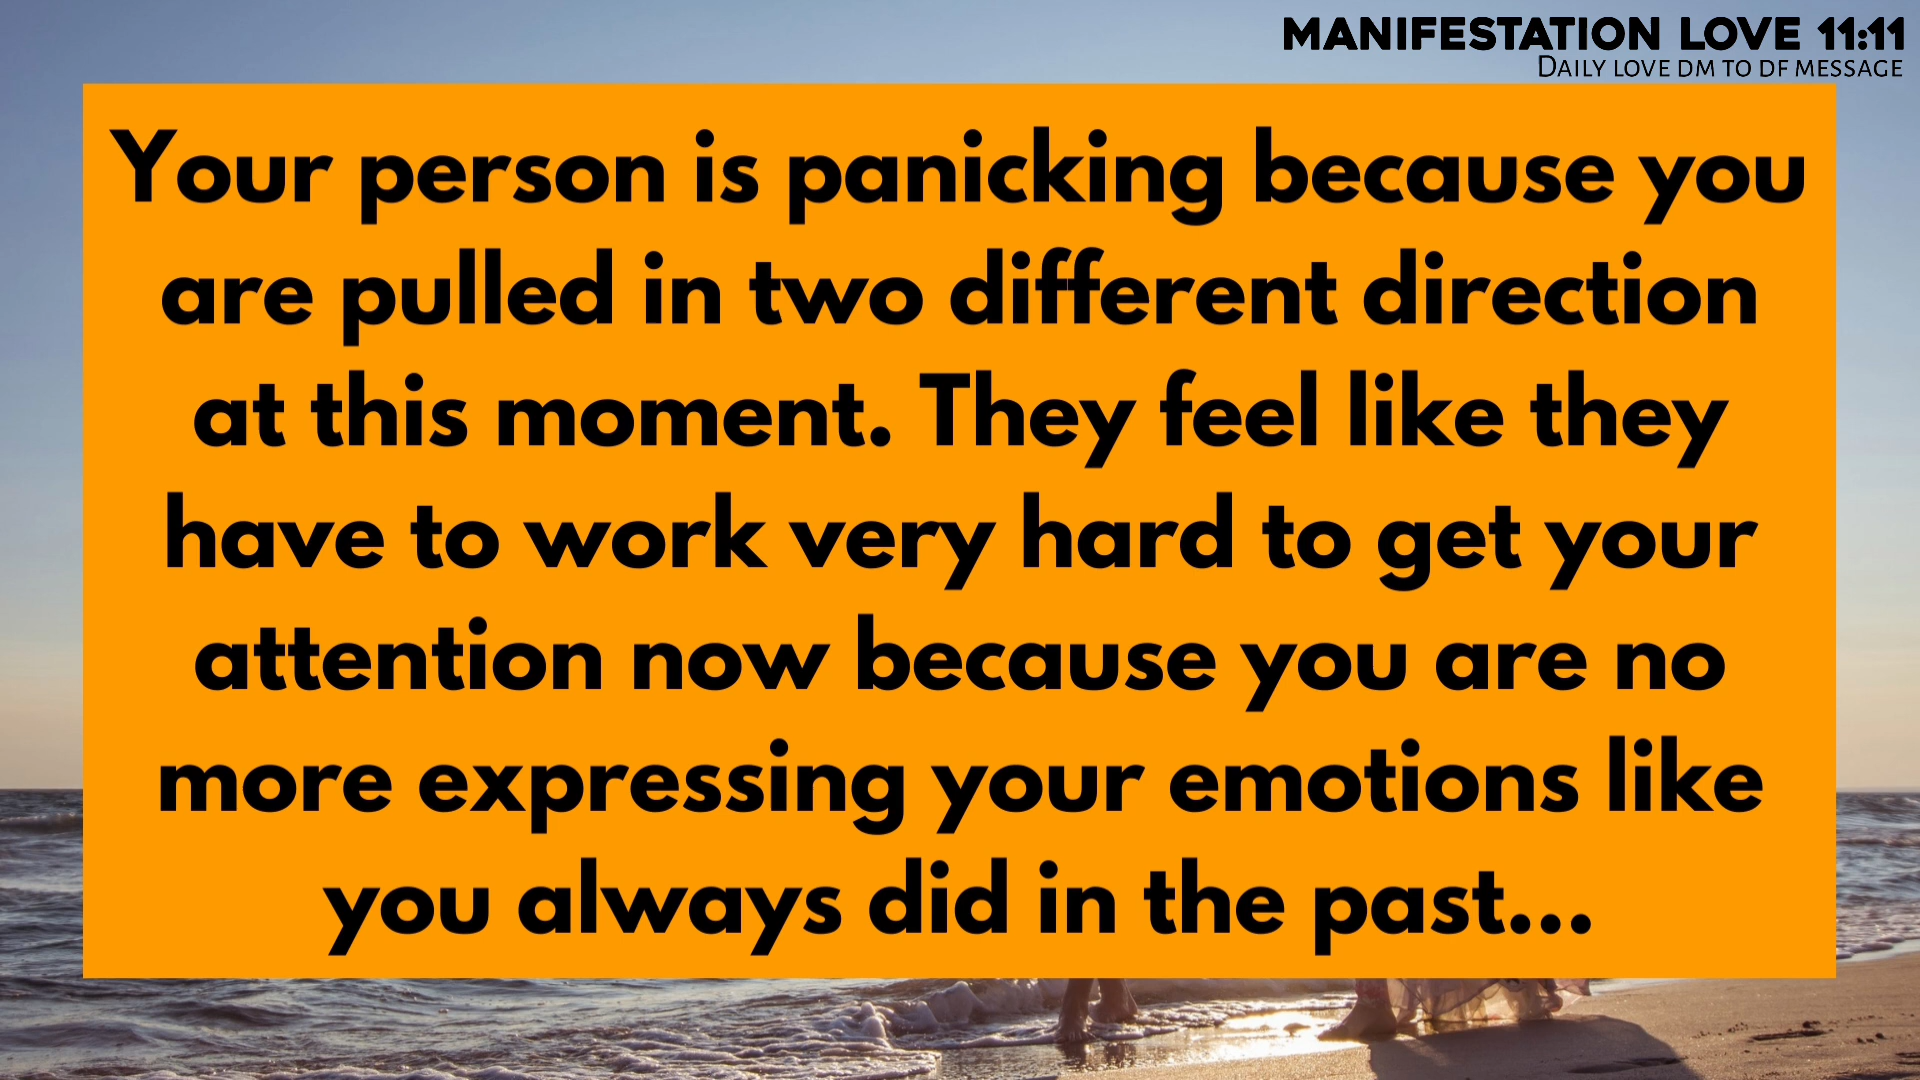 MANIFESTATION LOVE 11:11
DAILY LOVE DM TO DF MESSAGE
Your person is panicking because you
are pulled in two different direction
at this moment. They feel like they
have to work very hard to get your
attention now because you are no
more expressing your emotions like
you always did in the past...